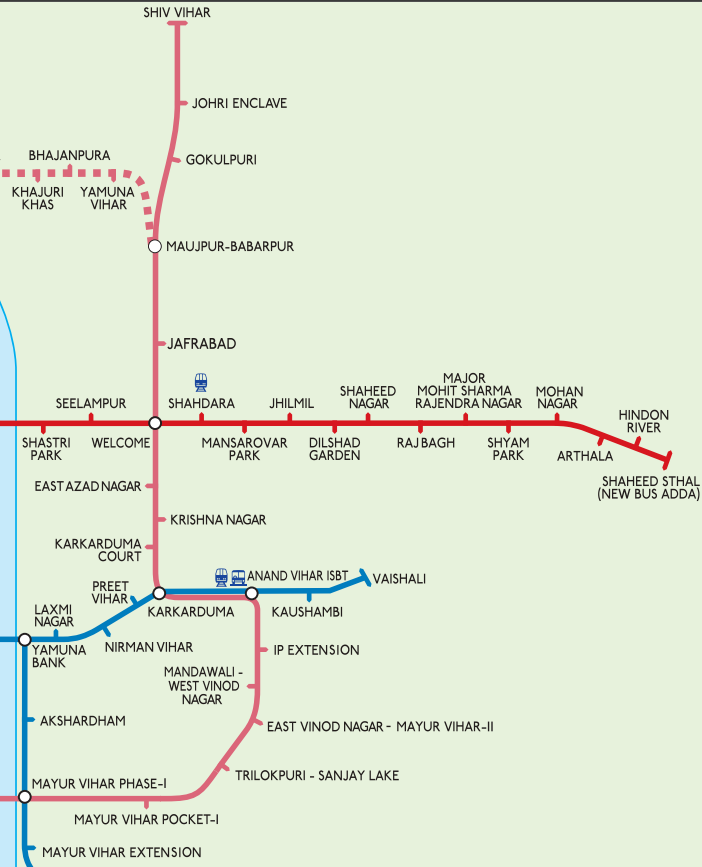 SHIV VIHAR
JOHRI ENCLAVE
BHAJANPURA
GOKULPURI
KHAJURI
KHAS
YAMUNA
VIHAR
MAUJPUR-BABARPUR
JAFRABAD
SEELAMPUR
SHAHDARA
JHILMIL
SHAHEED
NAGAR
MAJOR
MOHIT SHARMA
RAJENDRA NAGAR
MOHAN
NAGAR
HINDON
RIVER
SHASTRI
PARK
WELCOME
MANSAROVAR
PARK
DILSHAD
GARDEN
RAJ BAGH
SHYAM
PARK
ARTHALA
SHAHEED STHAL
(NEW BUS ADDA)
EAST AZAD NAGAR
KRISHNA NAGAR
KARKARDUMA
COURT
ANAND VIHAR ISBT
VAISHALI
PREET
VIHAR
KARKARDUMA
KAUSHAMBI
LAXMI
NAGAR
YAMUNA
BANK
NIRMAN VIHAR
IP EXTENSION
MANDAWALI -
WEST VINOD
NAGAR
AKSHARDHAM
EAST VINOD NAGAR - MAYUR VIHAR-II
TRILOKPURI - SANJAY LAKE
MAYUR VIHAR PHASE-I
MAYUR VIHAR POCKET-I
MAYUR VIHAR EXTENSION